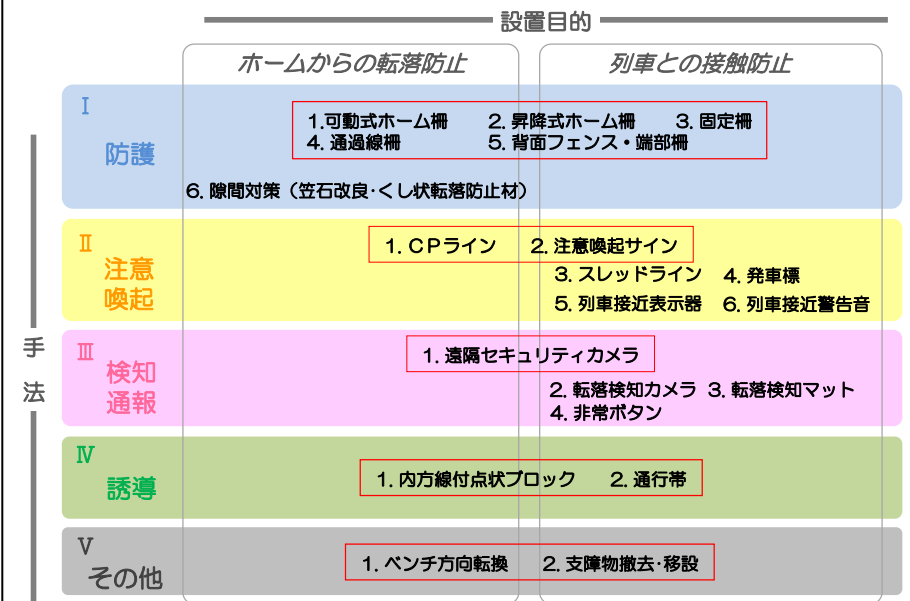 設置目的
ホームからの転落防止
列車との接触防止
手法
Ⅰ
防護
1.可動式ホーム柵 2. 昇降式ホーム柵 3. 固定柵
4. 通過線柵 5. 背面フェンス・端部柵
6. 隙間対策（笠石改良･くし状転落防止材）
Ⅱ
注意
喚起
1. ＣＰライン 2. 注意喚起サイン
3. スレッドライン 4. 発車標
5. 列車接近表示器 6. 列車接近警告音
Ⅲ
検知
通報
1. 遠隔セキュリティカメラ
2. 転落検知カメラ 3. 転落検知マット
4. 非常ボタン
Ⅳ
誘導
1. 内方線付点状ブロック 2. 通行帯
Ⅴ
その他
1. ベンチ方向転換 2. 支障物撤去･移設